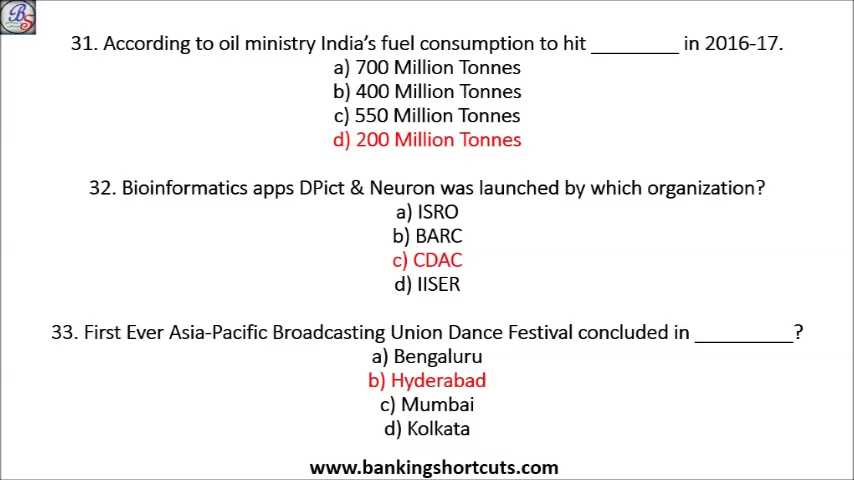 BS
31. According to oil ministry India’s fuel consumption to hit ________ in 2016-17.
a) 700 Million Tonnes
b) 400 Million Tonnes
c) 550 Million Tonnes
d) 200 Million Tonnes
32. Bioinformatics apps DPict & Neuron was launched by which organization?
a) ISRO
b) BARC
c) CDAC
d) IISER
33. First Ever Asia-Pacific Broadcasting Union Dance Festival concluded in _________?
a) Bengaluru
b) Hyderabad
c) Mumbai
d) Kolkata
www.bankingshortcuts.com